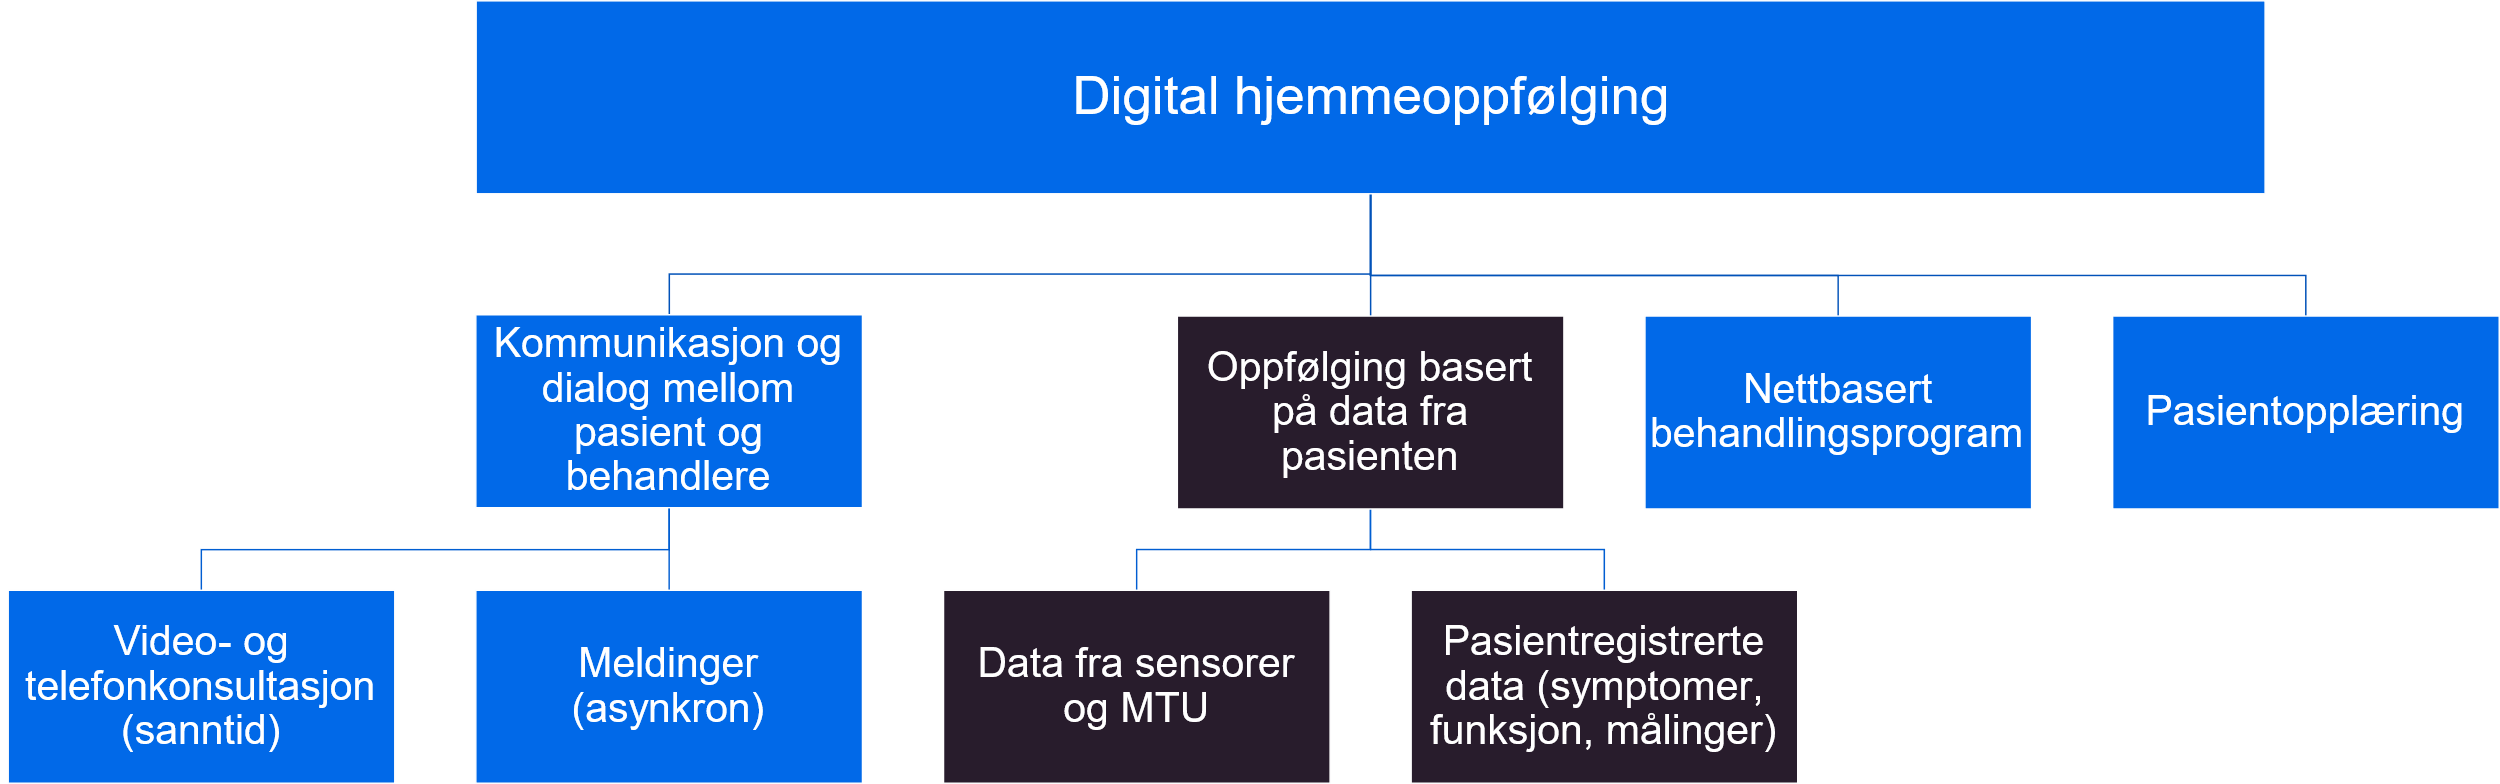 Digital hjemmeoppfølging
Kommunikasjon og
dialog mellom
pasient og
behandlere
Oppfølging basert
på data fra
pasienten
Nettbasert
behandlingsprogram
Pasientopplæring
Video- og
telefonkonsultasjon
(sanntid)
Meldinger
(asynkron)
Data fra sensorer
og MTU
Pasientregistrerte
data (symptomer,
funksjon, målinger)